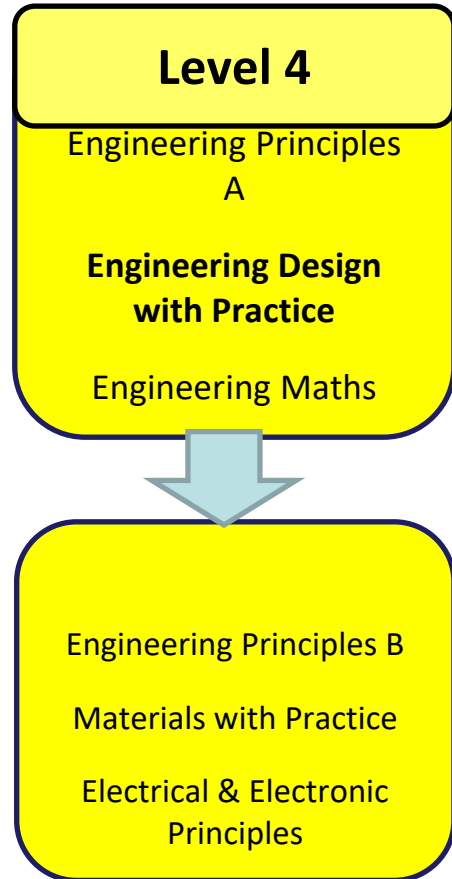 Level 4
Engineering Principles
A
Engineering Design
with Practice
Engineering Maths
Engineering Principles B
Materials with Practice
Electrical & Electronic
Principles